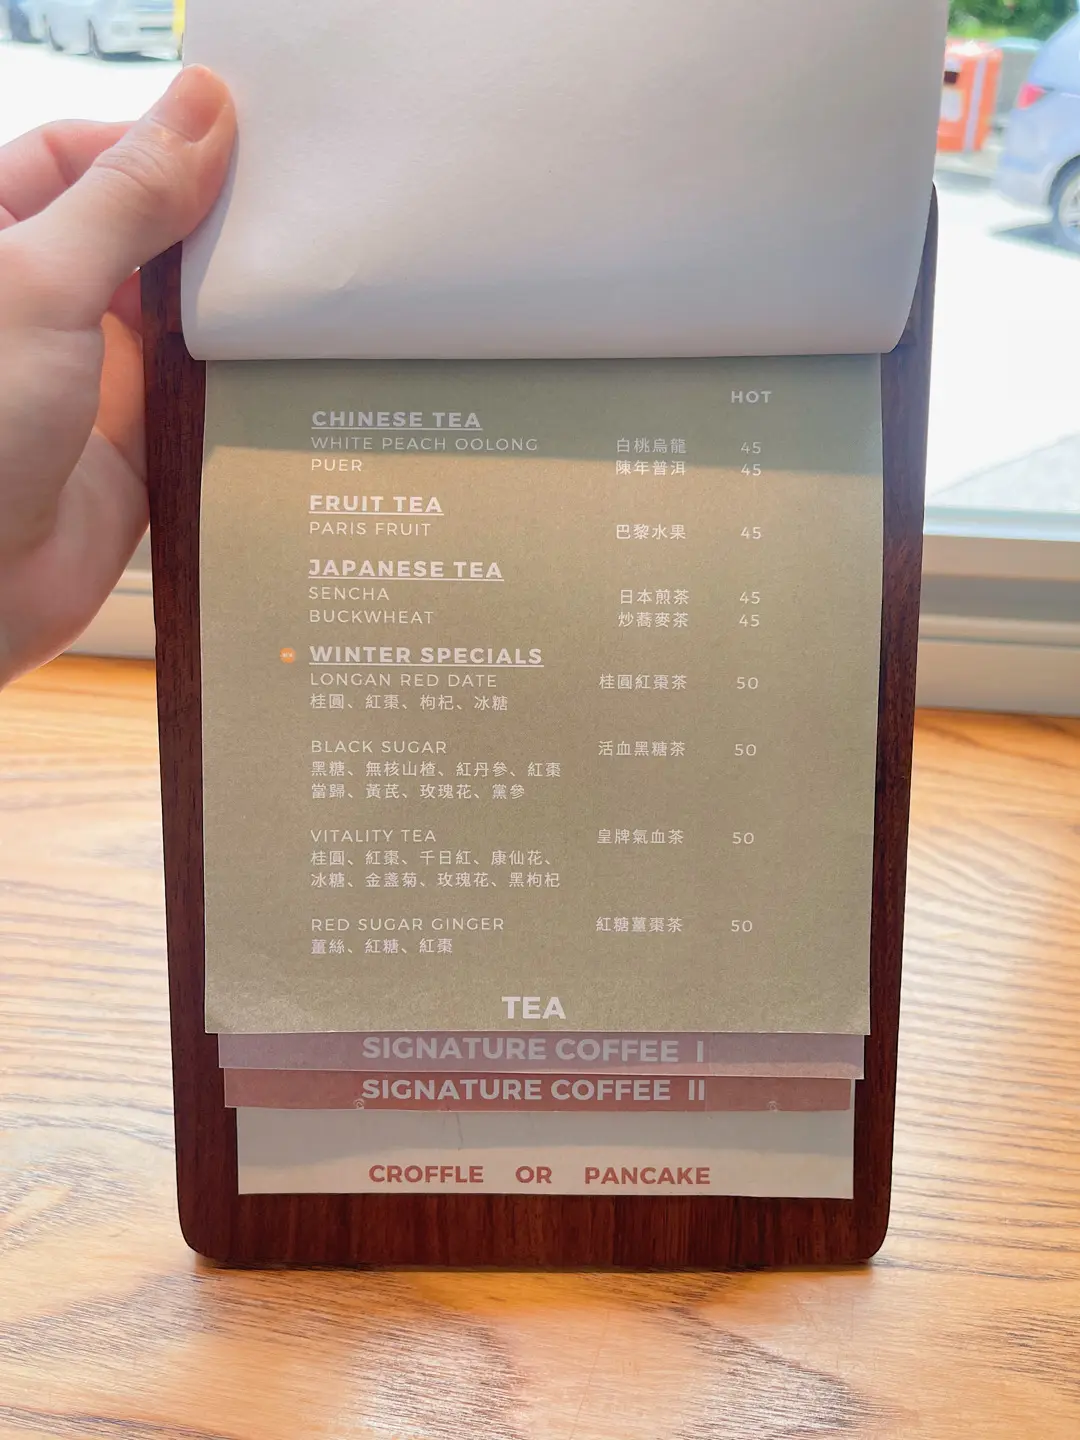 HOT
CHINESE TEA
WHITE PEACH OOLONG 白桃烏龍 45
PUER 陳年普洱 45
FRUIT TEA
PARIS FRUIT 巴黎水果 45
JAPANESE TEA
SENCHA 日本煎茶 45
BUCKWHEAT 炒蕎麥茶 45
WINTER SPECIALS
LONGAN RED DATE 桂圓紅棗茶 50
桂圓、紅棗、枸杞、冰糖
BLACK SUGAR 活血黑糖茶 50
黑糖、無核山楂、紅丹參、紅棗
當歸、黃芪、玫瑰花、黨參
VITALITY TEA 皇牌氣血茶 50
桂圓、紅棗、千日紅、康仙花、
冰糖、金盞菊、玫瑰花、黑枸杞
RED SUGAR GINGER 紅糖薑棗茶 50
薑絲、紅糖、紅棗
TEA
SIGNATURE COFFEE I
SIGNATURE COFFEE II
CROFFLE OR PANCAKE